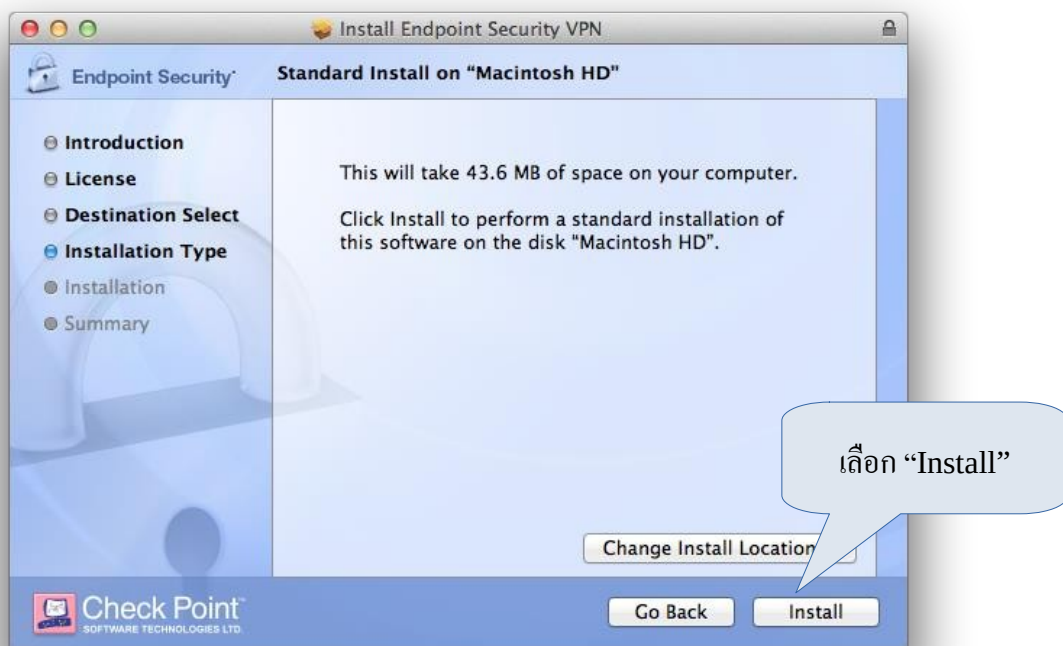 Install Endpoint Security VPN
Endpoint Security
Standard Install on “Macintosh HD"
Introduction
License
Destination Select
Installation Type
Installation
Summary
This will take 43.6 MB of space on your computer.
Click Install to perform a standard installation of
this software on the disk “Macintosh HD”.
เลือก “Install”
Change Install Location
Check Point™
SOFTWARE TECHNOLOGIES LTD.
Go Back
Install